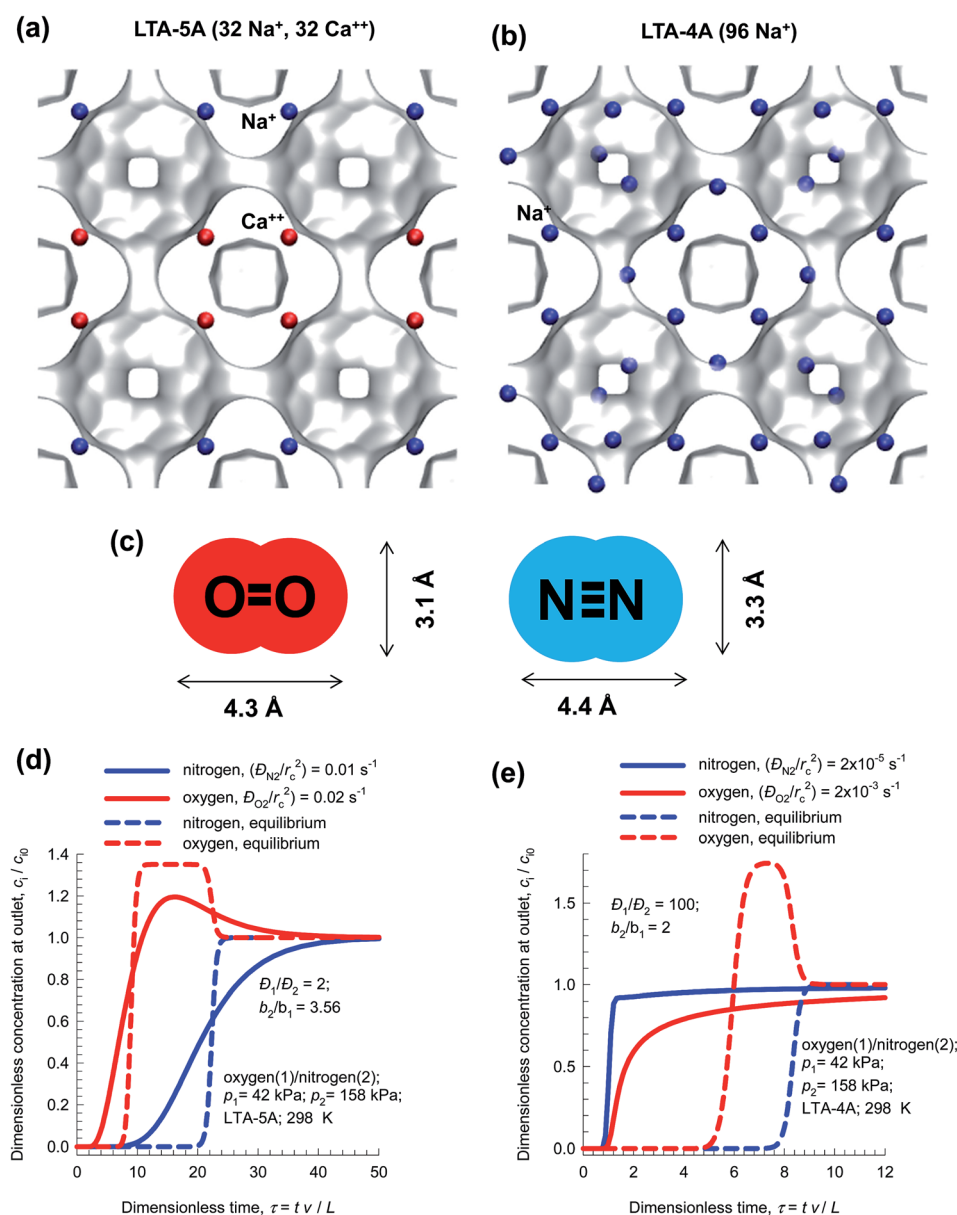 (a)
LTA-5A (32 Na⁺, 32 Ca⁺⁺)
Na⁺
Ca⁺⁺
(b)
LTA-4A (96 Na⁺)
Na⁺
(c)
O=O
3.1 Å
4.3 Å
N≡N
3.3 Å
4.4 Å
(d)
nitrogen, (Đ_N2/r_c²) = 0.01 s⁻¹
oxygen, Đ_O2/r_c²) = 0.02 s⁻¹
nitrogen, equilibrium
oxygen, equilibrium
Dimensionless concentration at outlet, c_i / c_i0
1.4
1.2
1.0
0.8
0.6
0.4
0.2
0.0
Đ₁/Đ₂ = 2;
b₂/b₁ = 3.56
oxygen(1)/nitrogen(2);
p₁= 42 kPa; p₂= 158 kPa;
LTA-5A; 298 K
0 10 20 30 40 50
Dimensionless time, τ = t v / L
(e)
nitrogen, (Đ_N2/r_c²) = 2x10⁻⁵ s⁻¹
oxygen, (Đ_O2/r_c²) = 2x10⁻³ s⁻¹
nitrogen, equilibrium
oxygen, equilibrium
Dimensionless concentration at outlet, c_i / c_i0
1.5
1.0
0.5
0.0
Đ₁/Đ₂ = 100;
b₂/b₁ = 2
oxygen(1)/nitrogen(2);
p₁= 42 kPa;
p₂= 158 kPa;
LTA-4A; 298 K
0 2 4 6 8 10 12
Dimensionless time, τ = t v / L